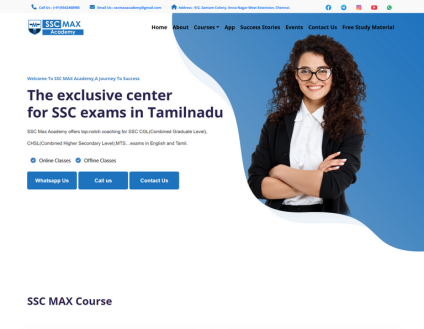 Call Us : (+91)9363498995
Email Us : sscmaxacademy@gmail.com
Address : H/2, Santam Colony, Anna Nagar West Extension, Chennai.
SSC MAX
Academy
Home About Courses App Success Stories Events Contact Us Free Study Material
Welcome To SSC MAX Academy,A Journey To Success
The exclusive center
for SSC exams in Tamilnadu
SSC Max Academy offers top-notch coaching for SSC CGL(Combined Graduate Level),
CHSL(Combined Higher Secondary Level),MTS…exams in English and Tamil.
Online Classes Offline Classes
Whatsapp Us Call us Contact Us
SSC MAX Course